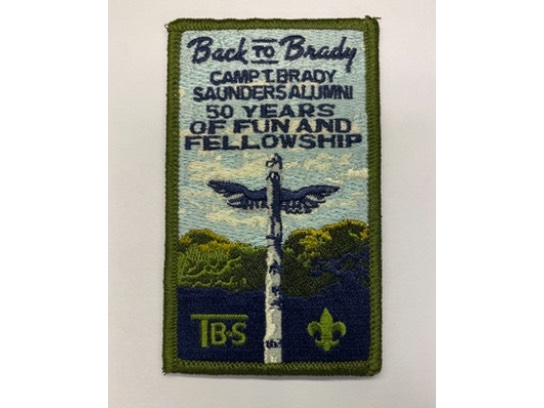 Back TO Brady
CAMP T. BRADY
SAUNDERS ALUMNI
50 YEARS
OF FUN AND
FELLOWSHIP
TB-S